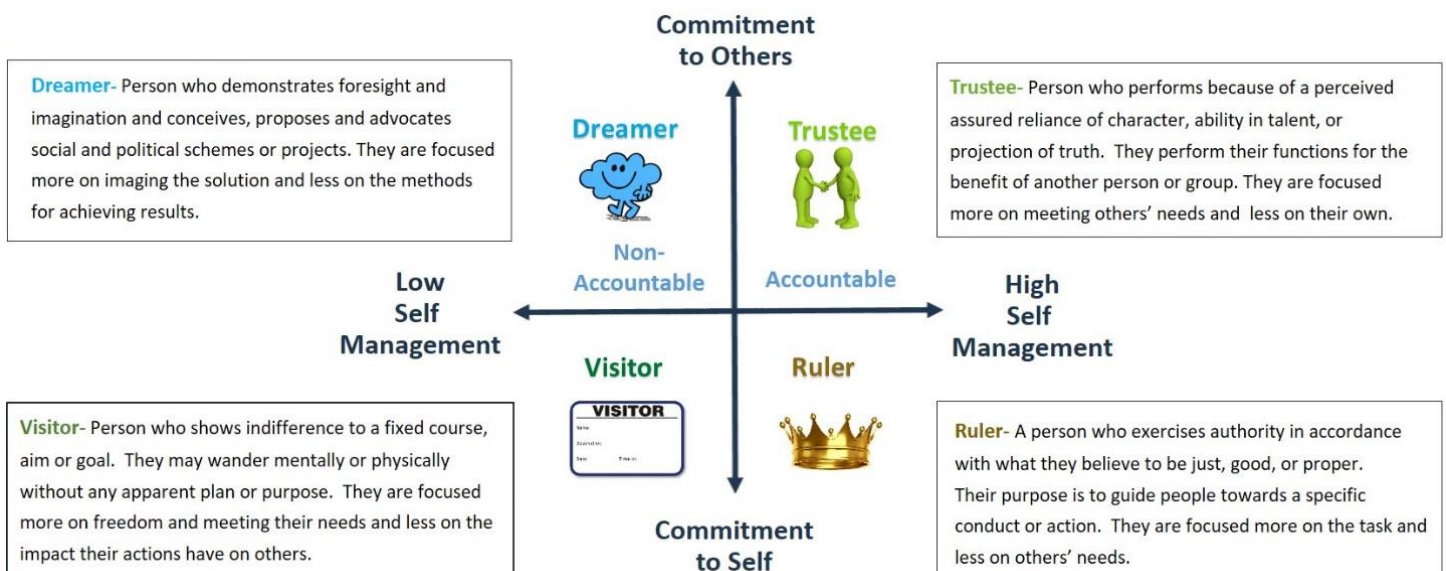 Commitment
to Others
Dreamer- Person who demonstrates foresight and
imagination and conceives, proposes and advocates
social and political schemes or projects. They are focused
more on imaging the solution and less on the methods
for achieving results.
Dreamer
Trustee
Trustee- Person who performs because of a perceived
assured reliance of character, ability in talent, or
projection of truth. They perform their functions for the
benefit of another person or group. They are focused
more on meeting others’ needs and less on their own.
Non-
Accountable
Accountable
Low
Self
Management
High
Self
Management
Visitor
Ruler
VISITOR
Name:
Date:
Time In:
Visitor- Person who shows indifference to a fixed course,
aim or goal. They may wander mentally or physically
without any apparent plan or purpose. They are focused
more on freedom and meeting their needs and less on the
impact their actions have on others.
Ruler- A person who exercises authority in accordance
with what they believe to be just, good, or proper.
Their purpose is to guide people towards a specific
conduct or action. They are focused more on the task and
less on others’ needs.
Commitment
to Self